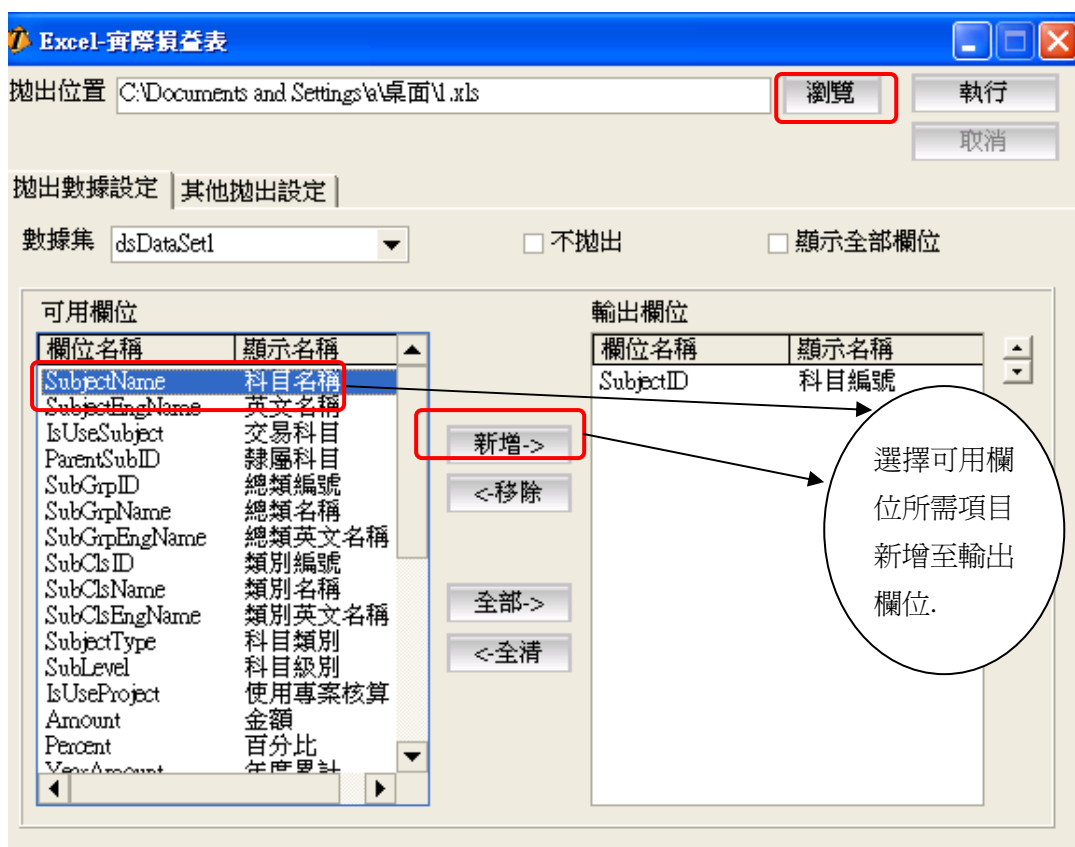 Excel-實際損益表
拋出位置 C:\Documents and Settings\a\桌面\1.xls 瀏覽 執行
取消
拋出數據設定 其他拋出設定
數據集 dsDataSet1 不拋出 顯示全部欄位
可用欄位 輸出欄位
欄位名稱 顯示名稱 欄位名稱 顯示名稱
SubjectName 科目名稱 SubjectID 科目編號
SubjectEngName 英文名稱
IsUseSubject 交易科目
ParentSubID 隸屬科目
SubGrpID 總類編號
SubGrpName 總類名稱
SubGrpEngName 總類英文名稱
SubClsID 類別編號
SubClsName 類別名稱
SubClsEngName 類別英文名稱
SubjectType 科目類別
SubLevel 科目級別
IsUseProject 使用專案核算
Amount 金額
Percent 百分比
YearAmount 年度累計
新增->
<-移除
全部->
<-全清
選擇可用欄
位所需項目
新增至輸出
欄位.